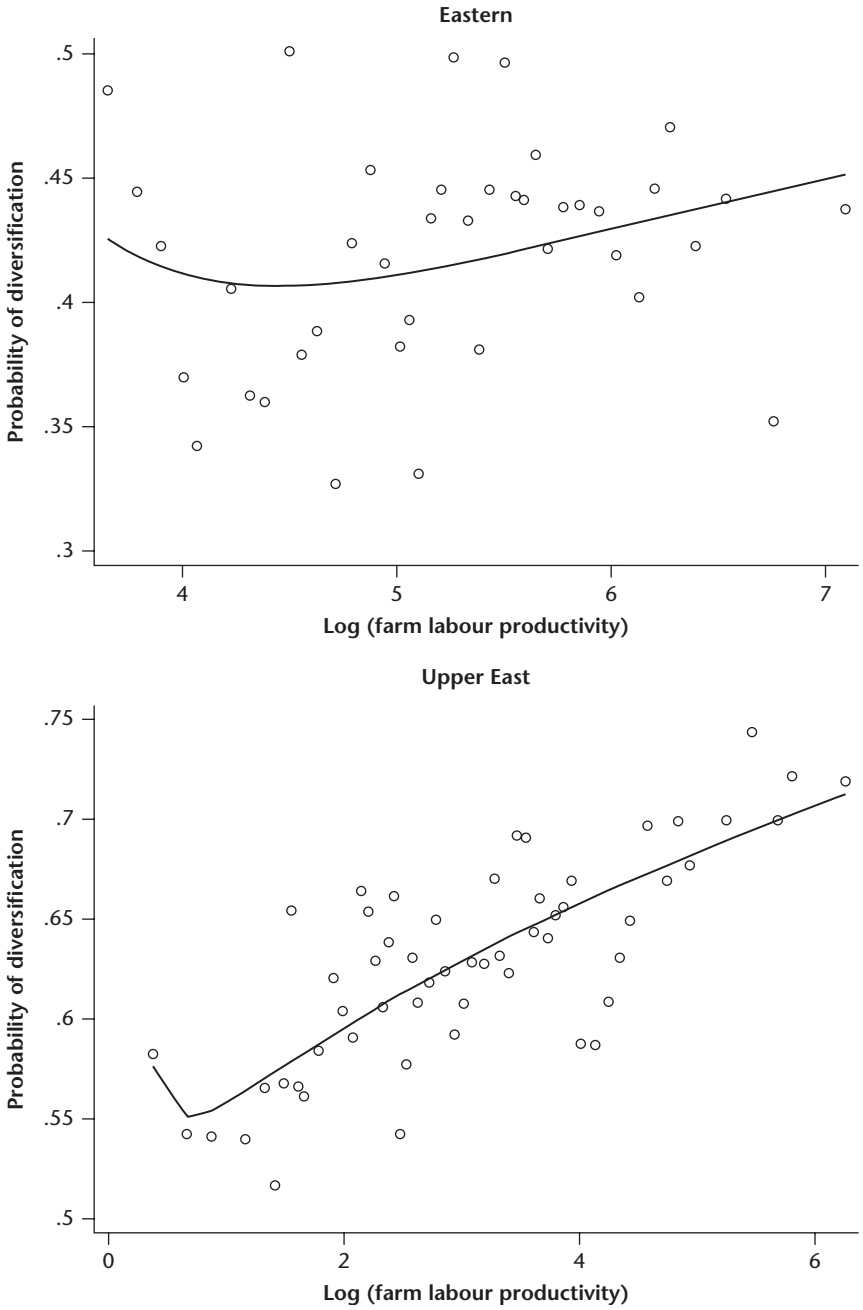 Eastern
.5
.45
.4
.35
.3
Probability of diversification
4 5 6 7
Log (farm labour productivity)
Upper East
.75
.7
.65
.6
.55
.5
Probability of diversification
0 2 4 6
Log (farm labour productivity)